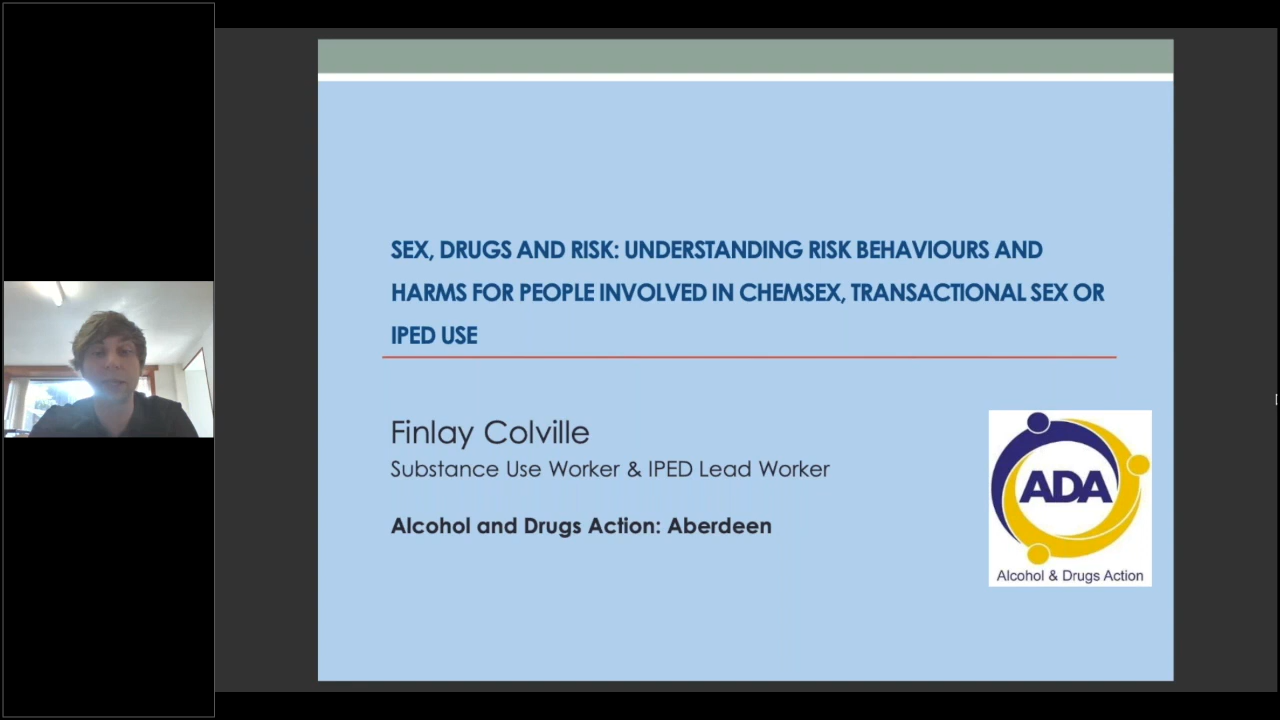 SEX, DRUGS AND RISK: UNDERSTANDING RISK BEHAVIOURS AND
HARMS FOR PEOPLE INVOLVED IN CHEMSEX, TRANSACTIONAL SEX OR
IPED USE
Finlay Colville
Substance Use Worker & IPED Lead Worker
Alcohol and Drugs Action: Aberdeen
ADA
Alcohol & Drugs Action